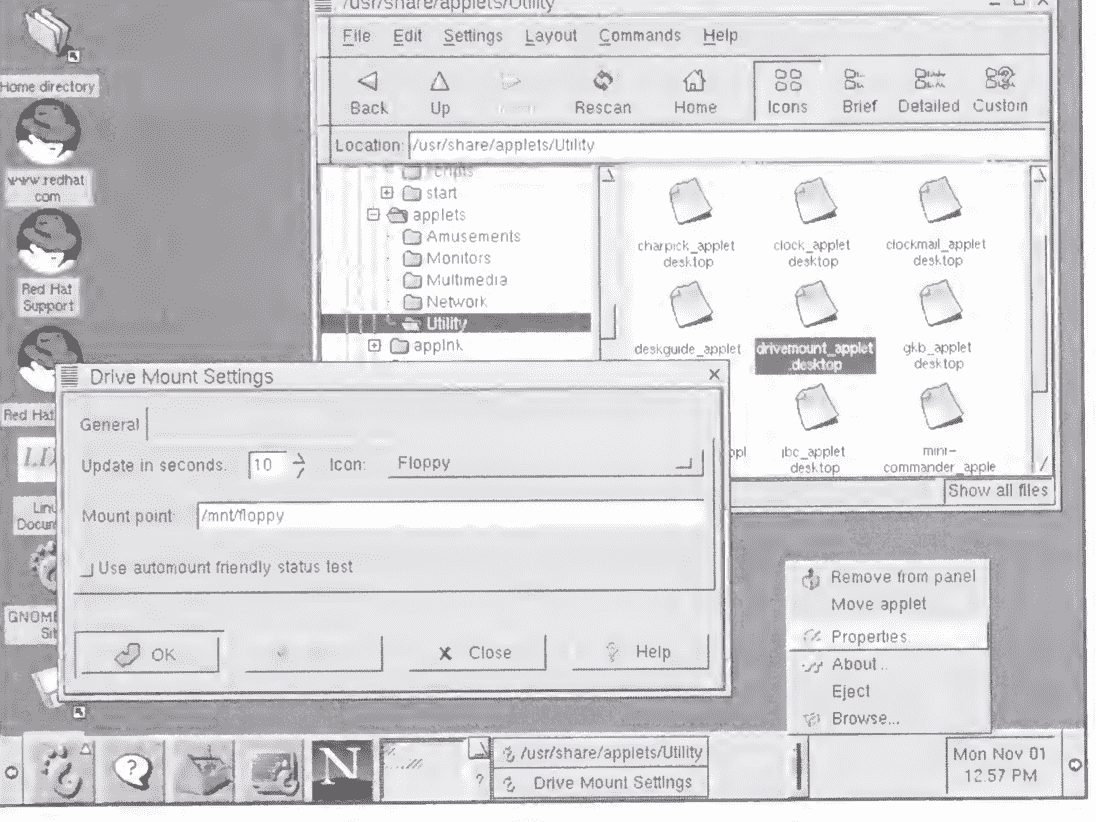 /usr/share/applets/Utility
File Edit Settings Layout Commands Help
Back Up Rescan Home Icons Brief Detailed Custom
Location: /usr/share/applets/Utility
Home directory
www.redhat
com
Red Hat
Support
Red Hat
scripts
start
applets
Amusements
Monitors
Multimedia
Network
Utility
applnk
charpick_applet
desktop
clock_applet
desktop
clockmail_applet
desktop
deskguide_applet
drivemount_applet
.desktop
gkb_applet
desktop
jbc_applet
desktop
mini-
commander_apple
Show all files
Drive Mount Settings
General
Update in seconds: 10 Icon: Floppy
Mount point: /mnt/floppy
Use automount friendly status test
OK Close Help
GNOME
Remove from panel
Move applet
Properties
About...
Eject
Browse...
N
/usr/share/applets/Utility
Drive Mount Settings
Mon Nov 01
12:57 PM